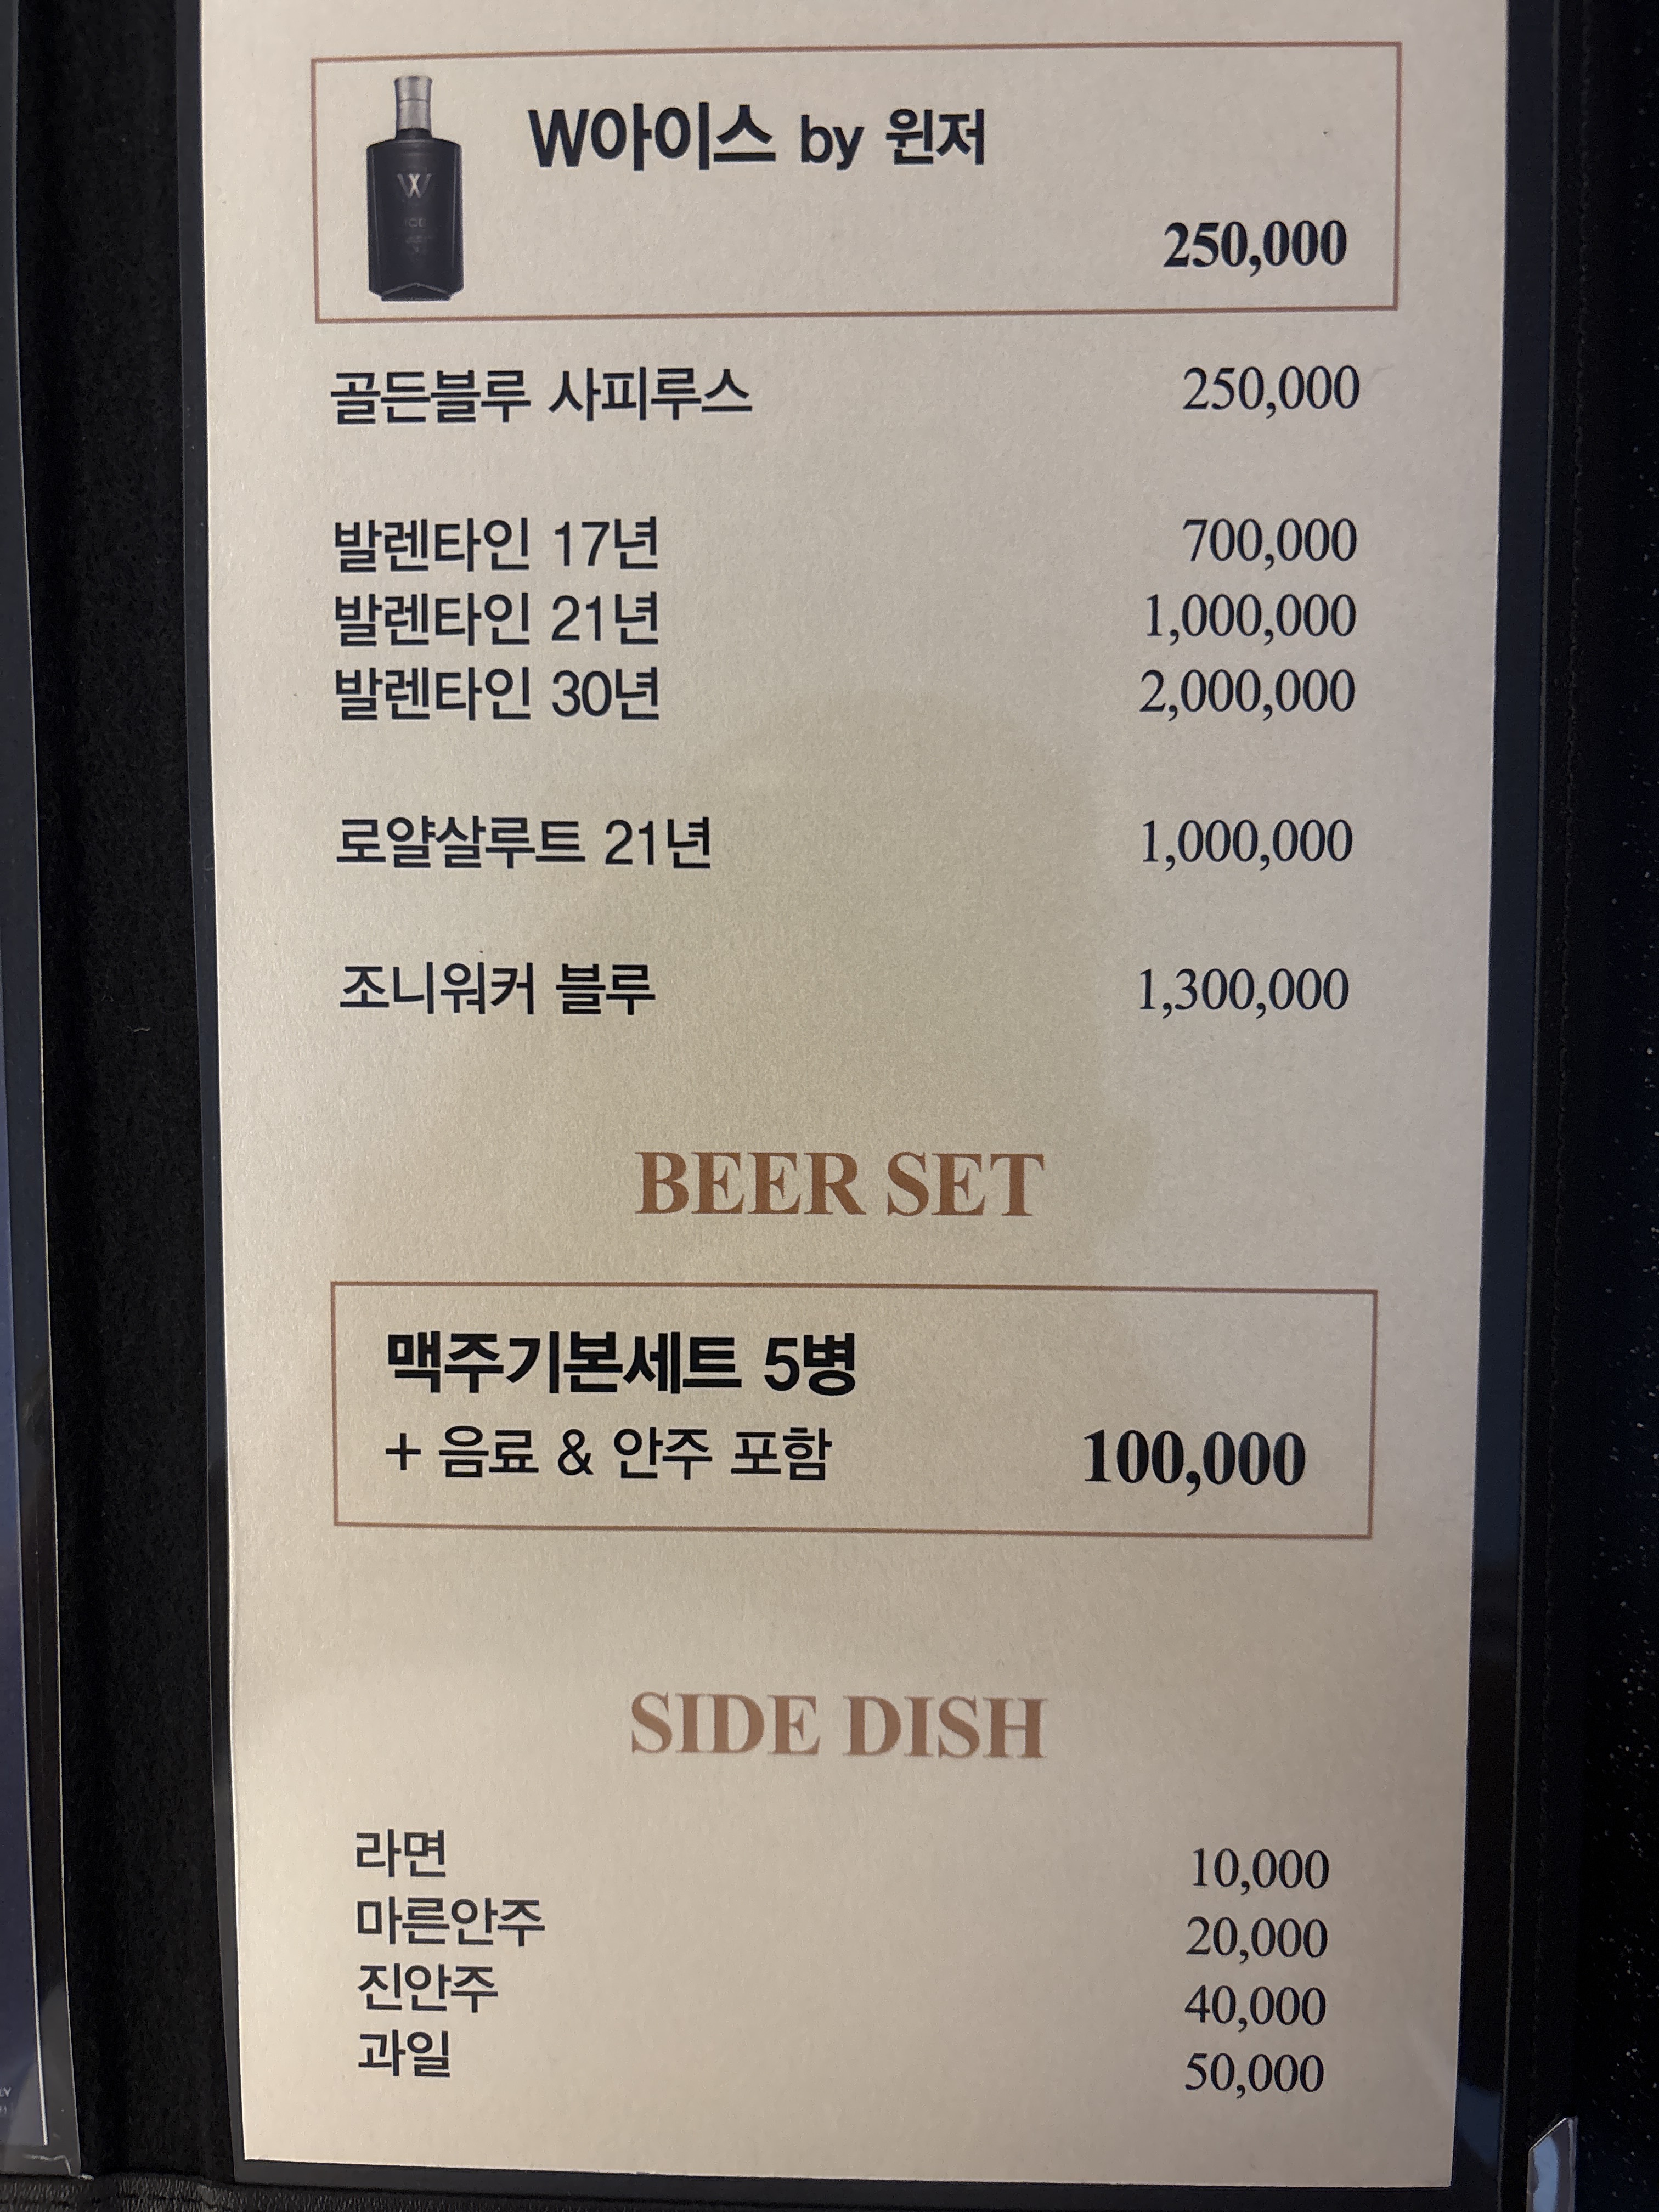 W
ICE
W아이스 by 윈저
250,000
골든블루 사피루스 250,000
발렌타인 17년 700,000
발렌타인 21년 1,000,000
발렌타인 30년 2,000,000
로얄살루트 21년 1,000,000
조니워커 블루 1,300,000
BEER SET
맥주기본세트 5병
+ 음료 & 안주 포함 100,000
SIDE DISH
라면 10,000
마른안주 20,000
진안주 40,000
과일 50,000